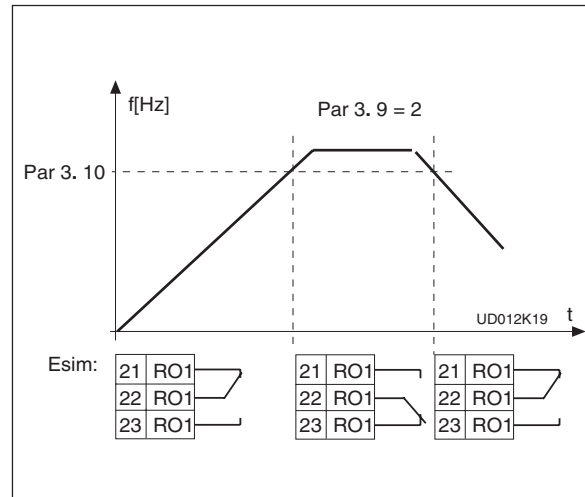 f[Hz]
Par 3. 9 = 2
Par 3. 10
UD012K19
t
Esim:
21 RO1
22 RO1
23 RO1
21 RO1
22 RO1
23 RO1
21 RO1
22 RO1
23 RO1